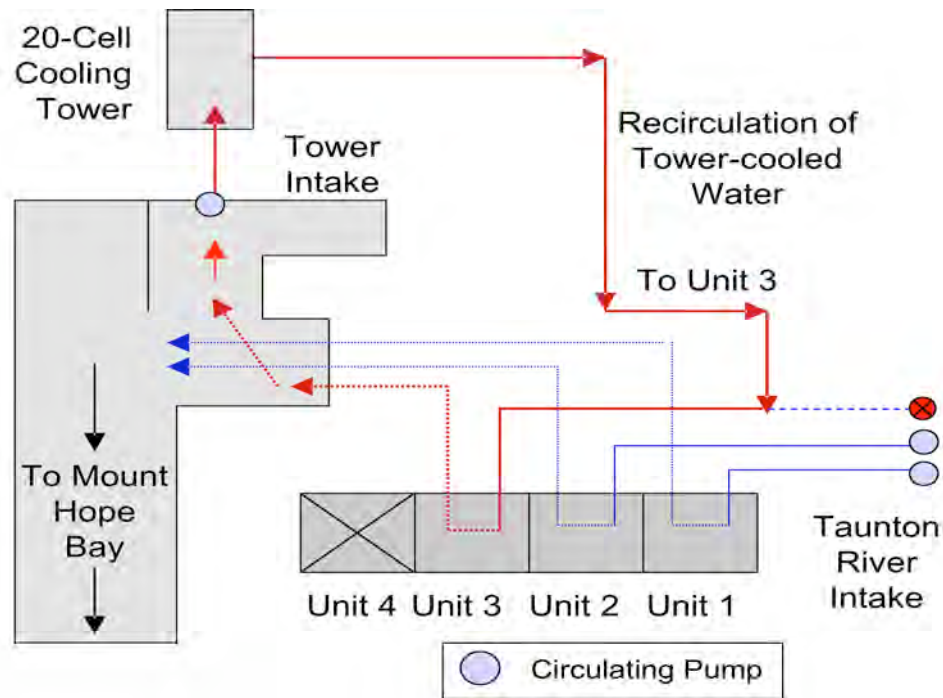 20-Cell
Cooling
Tower
Tower
Intake
Recirculation of
Tower-cooled
Water
To Unit 3
To Mount
Hope
Bay
Taunton
River
Intake
Unit 4
Unit 3
Unit 2
Unit 1
Circulating Pump